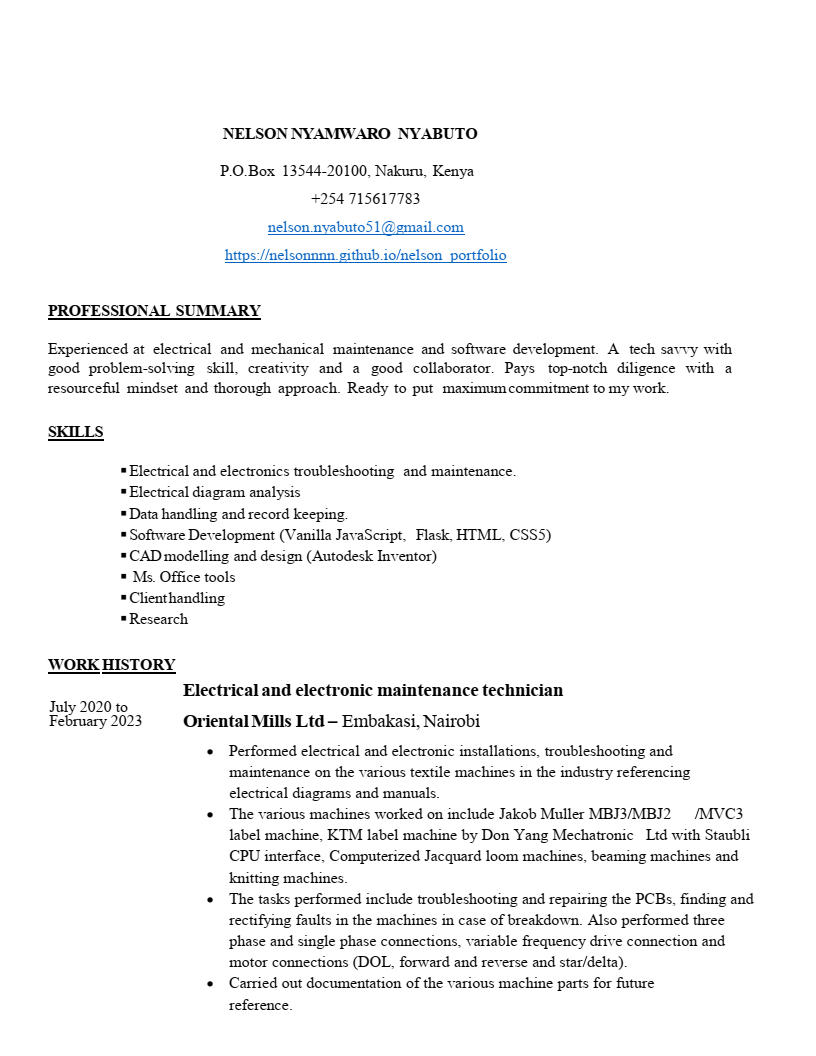 NELSON NYAMWARO NYABUTO
P.O.Box 13544-20100, Nakuru, Kenya
+254 715617783
nelson.nyabuto51@gmail.com
https://nelsonnnn.github.io/nelson_portfolio
PROFESSIONAL SUMMARY
Experienced at electrical and mechanical maintenance and software development. A tech savvy with
good problem-solving skill, creativity and a good collaborator. Pays top-notch diligence with a
resourceful mindset and thorough approach. Ready to put maximum commitment to my work.
SKILLS
▪ Electrical and electronics troubleshooting and maintenance.
▪ Electrical diagram analysis
▪ Data handling and record keeping.
▪ Software Development (Vanilla JavaScript, Flask, HTML, CSS5)
▪ CAD modelling and design (Autodesk Inventor)
▪ Ms. Office tools
▪ Client handling
▪ Research
WORK HISTORY
July 2020 to
February 2023
Electrical and electronic maintenance technician
Oriental Mills Ltd – Embakasi, Nairobi
• Performed electrical and electronic installations, troubleshooting and
maintenance on the various textile machines in the industry referencing
electrical diagrams and manuals.
• The various machines worked on include Jakob Muller MBJ3/MBJ2 /MVC3
label machine, KTM label machine by Don Yang Mechatronic Ltd with Staubli
CPU interface, Computerized Jacquard loom machines, beaming machines and
knitting machines.
• The tasks performed include troubleshooting and repairing the PCBs, finding and
rectifying faults in the machines in case of breakdown. Also performed three
phase and single phase connections, variable frequency drive connection and
motor connections (DOL, forward and reverse and star/delta).
• Carried out documentation of the various machine parts for future
reference.